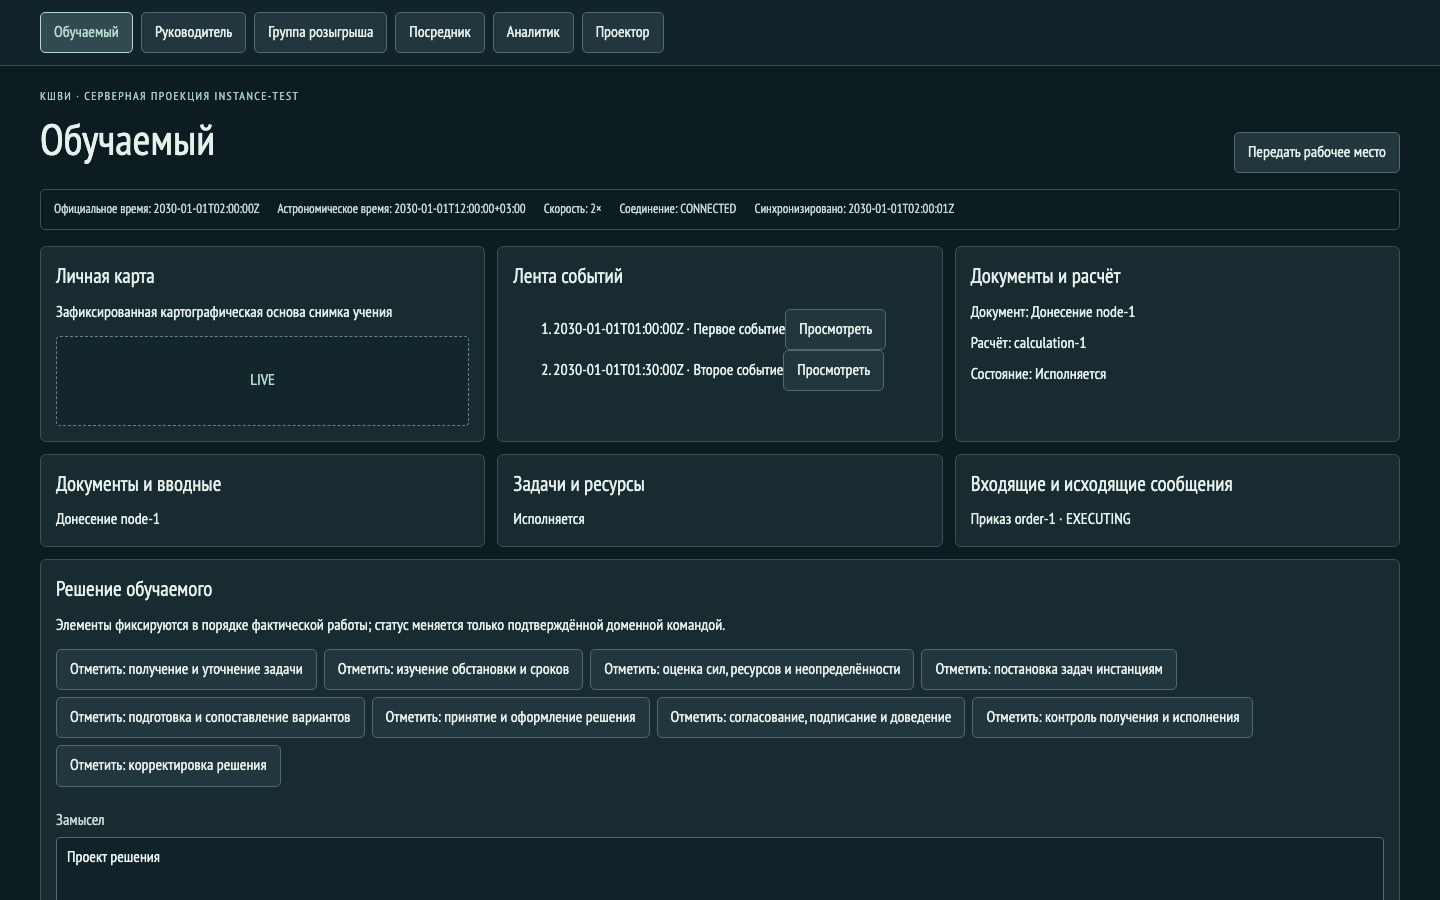 Обучаемый Руководитель Группа розыгрыша Посредник Аналитик Проектор
КШВИ · СЕРВЕРНАЯ ПРОЕКЦИЯ INSTANCE-TEST
Обучаемый
Передать рабочее место
Официальное время: 2030-01-01T02:00:00Z Астрономическое время: 2030-01-01T12:00:00+03:00 Скорость: 2× Соединение: CONNECTED Синхронизировано: 2030-01-01T02:00:01Z
Личная карта
Зафиксированная картографическая основа снимка учения
LIVE
Лента событий
1. 2030-01-01T01:00:00Z · Первое событие Просмотреть
2. 2030-01-01T01:30:00Z · Второе событие Просмотреть
Документы и расчёт
Документ: Донесение node-1
Расчёт: calculation-1
Состояние: Исполняется
Документы и вводные
Донесение node-1
Задачи и ресурсы
Исполняется
Входящие и исходящие сообщения
Приказ order-1 · EXECUTING
Решение обучаемого
Элементы фиксируются в порядке фактической работы; статус меняется только подтверждённой доменной командой.
Отметить: получение и уточнение задачи Отметить: изучение обстановки и сроков Отметить: оценка сил, ресурсов и неопределённости Отметить: постановка задач инстанциям
Отметить: подготовка и сопоставление вариантов Отметить: принятие и оформление решения Отметить: согласование, подписание и доведение Отметить: контроль получения и исполнения
Отметить: корректировка решения
Замысел
Проект решения